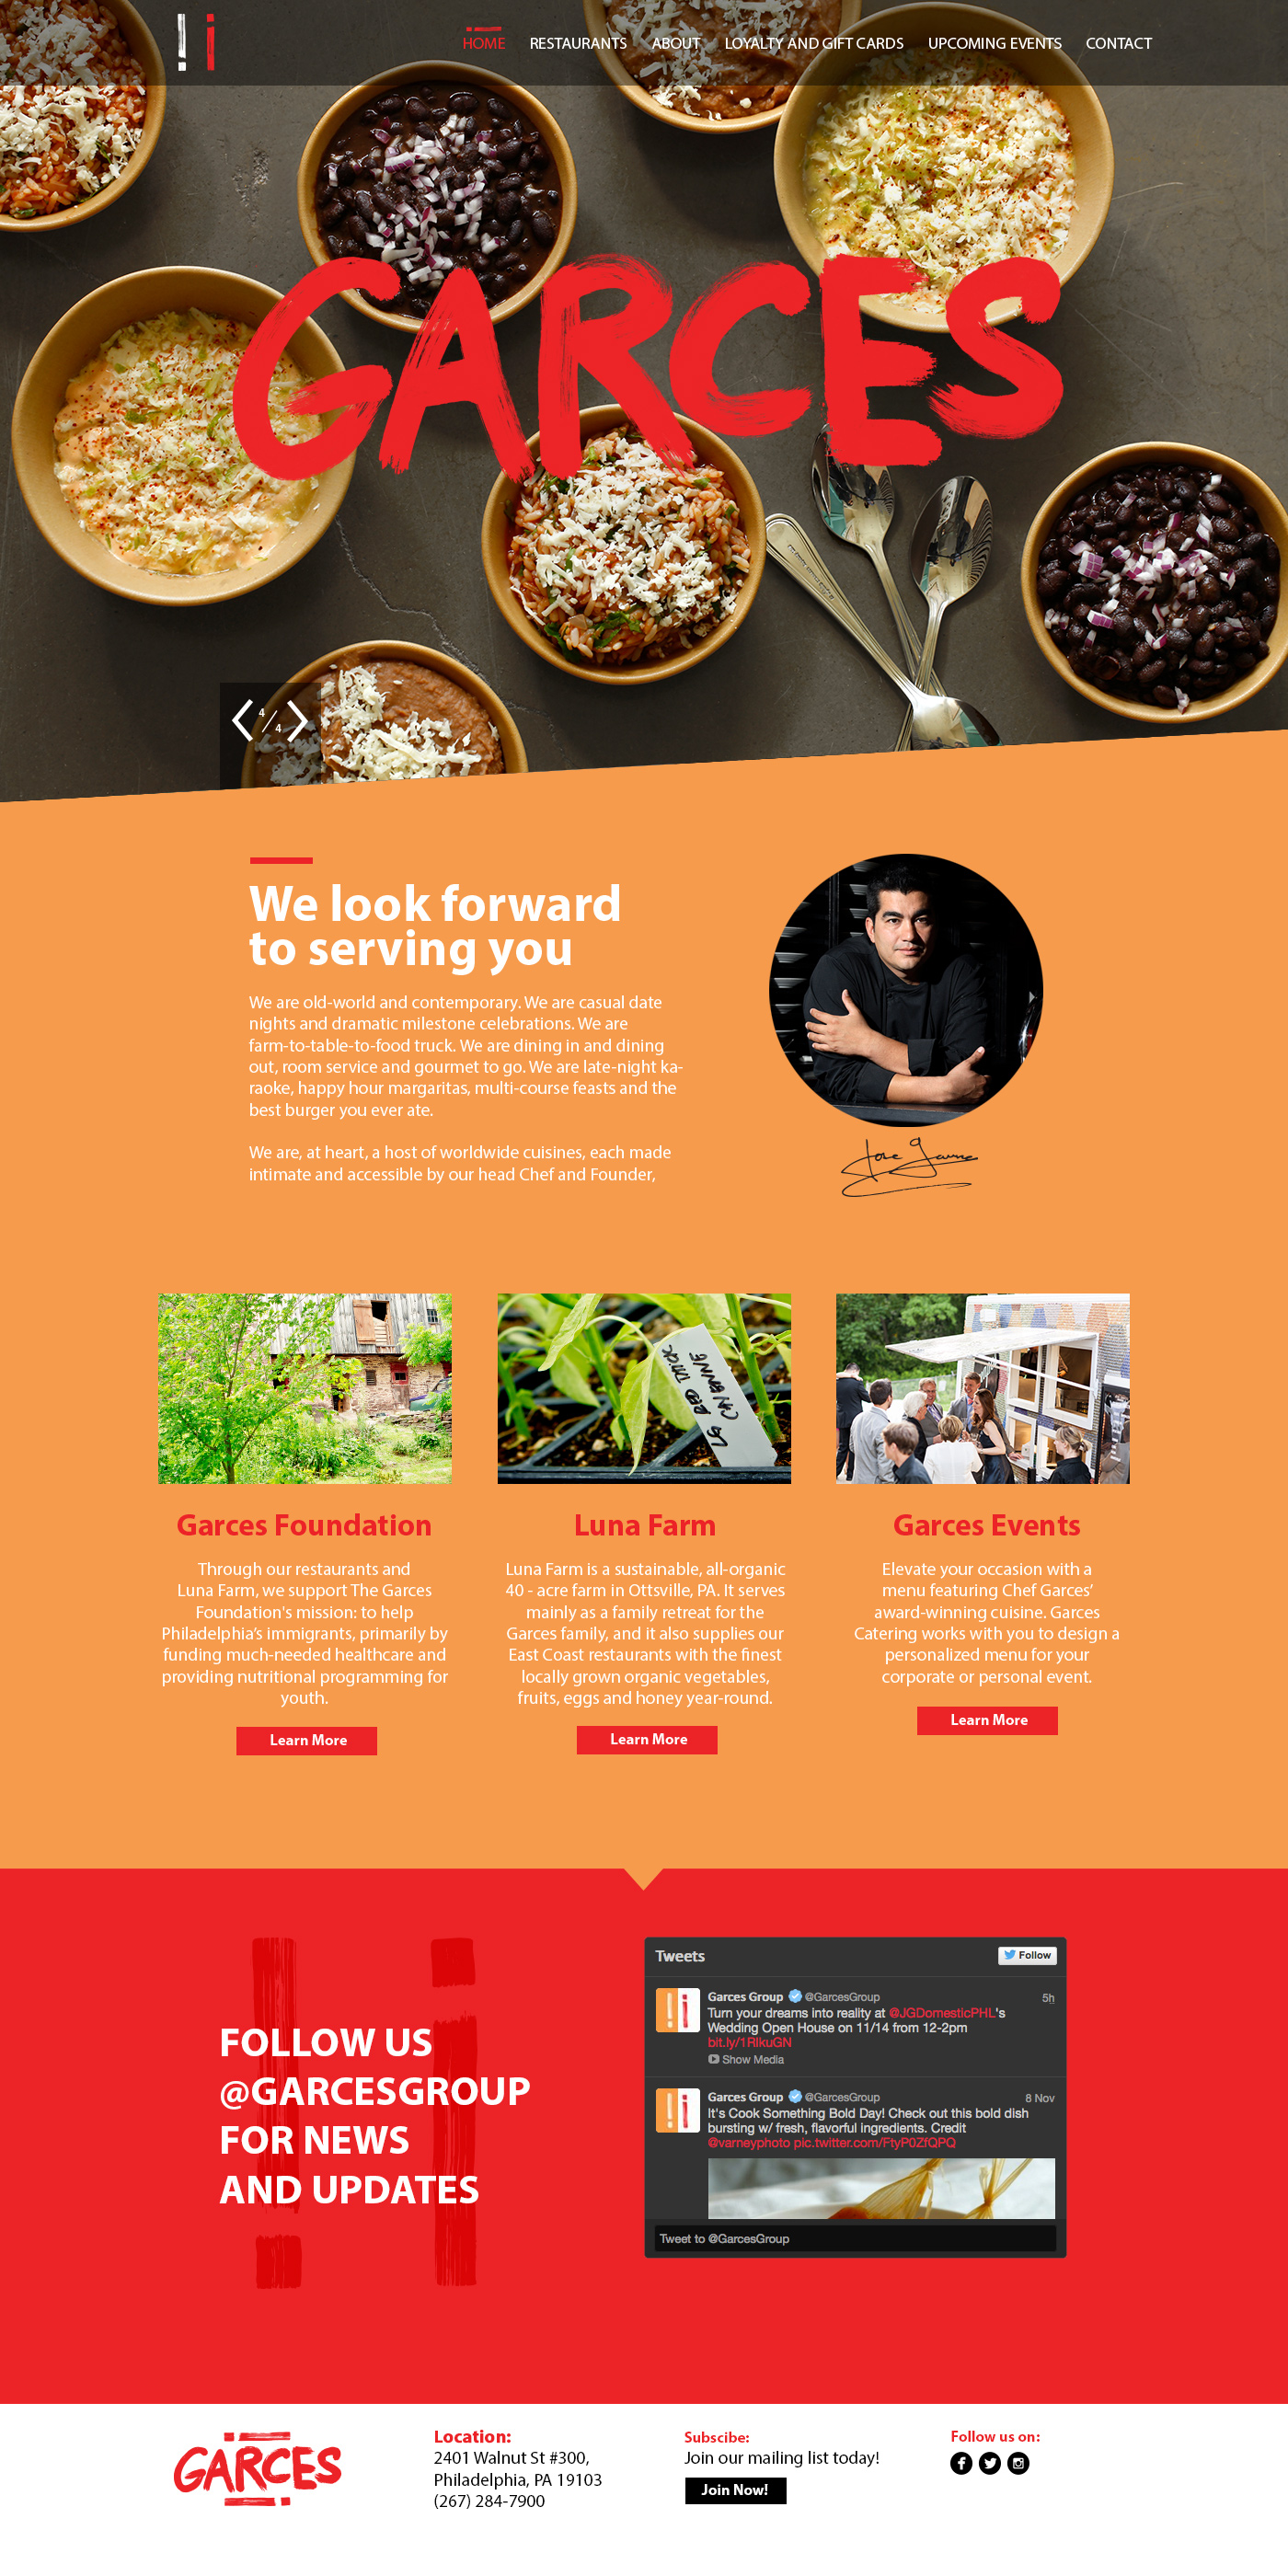 HOME RESTAURANTS ABOUT LOYALTY AND GIFT CARDS UPCOMING EVENTS CONTACT
GARCES
4/4
We look forward
to serving you
We are old-world and contemporary. We are casual date
nights and dramatic milestone celebrations. We are
farm-to-table-to-food truck. We are dining in and dining
out, room service and gourmet to go. We are late-night ka-
raoke, happy hour margaritas, multi-course feasts and the
best burger you ever ate.
We are, at heart, a host of worldwide cuisines, each made
intimate and accessible by our head Chef and Founder,
RED THAI
CAYENNE
Garces Foundation
Through our restaurants and
Luna Farm, we support The Garces
Foundation's mission: to help
Philadelphia’s immigrants, primarily by
funding much-needed healthcare and
providing nutritional programming for
youth.
Learn More
Luna Farm
Luna Farm is a sustainable, all-organic
40 - acre farm in Ottsville, PA. It serves
mainly as a family retreat for the
Garces family, and it also supplies our
East Coast restaurants with the finest
locally grown organic vegetables,
fruits, eggs and honey year-round.
Learn More
Garces Events
Elevate your occasion with a
menu featuring Chef Garces’
award-winning cuisine. Garces
Catering works with you to design a
personalized menu for your
corporate or personal event.
Learn More
FOLLOW US
@GARCESGROUP
FOR NEWS
AND UPDATES
Tweets
Follow
Garces Group @GarcesGroup 5h
Turn your dreams into reality at @JGDomesticPHL's
Wedding Open House on 11/14 from 12-2pm
bit.ly/1RlkuGN
Show Media
Garces Group @GarcesGroup 8 Nov
It's Cook Something Bold Day! Check out this bold dish
bursting w/ fresh, flavorful ingredients. Credit
@varneyphoto pic.twitter.com/FtyP0ZfQPQ
Tweet to @GarcesGroup
GARCES
Location:
2401 Walnut St #300,
Philadelphia, PA 19103
(267) 284-7900
Subscibe:
Join our mailing list today!
Join Now!
Follow us on: